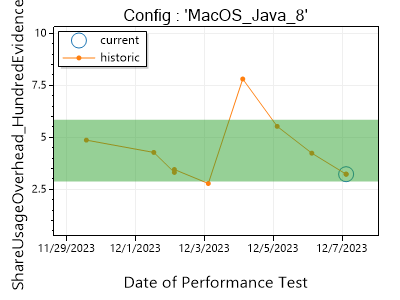 Config : 'MacOS_Java_8'
ShareUsageOverhead_HundredEvidence
10
7.5
5
2.5
current
historic
11/29/2023
12/1/2023
12/3/2023
12/5/2023
12/7/2023
Date of Performance Test